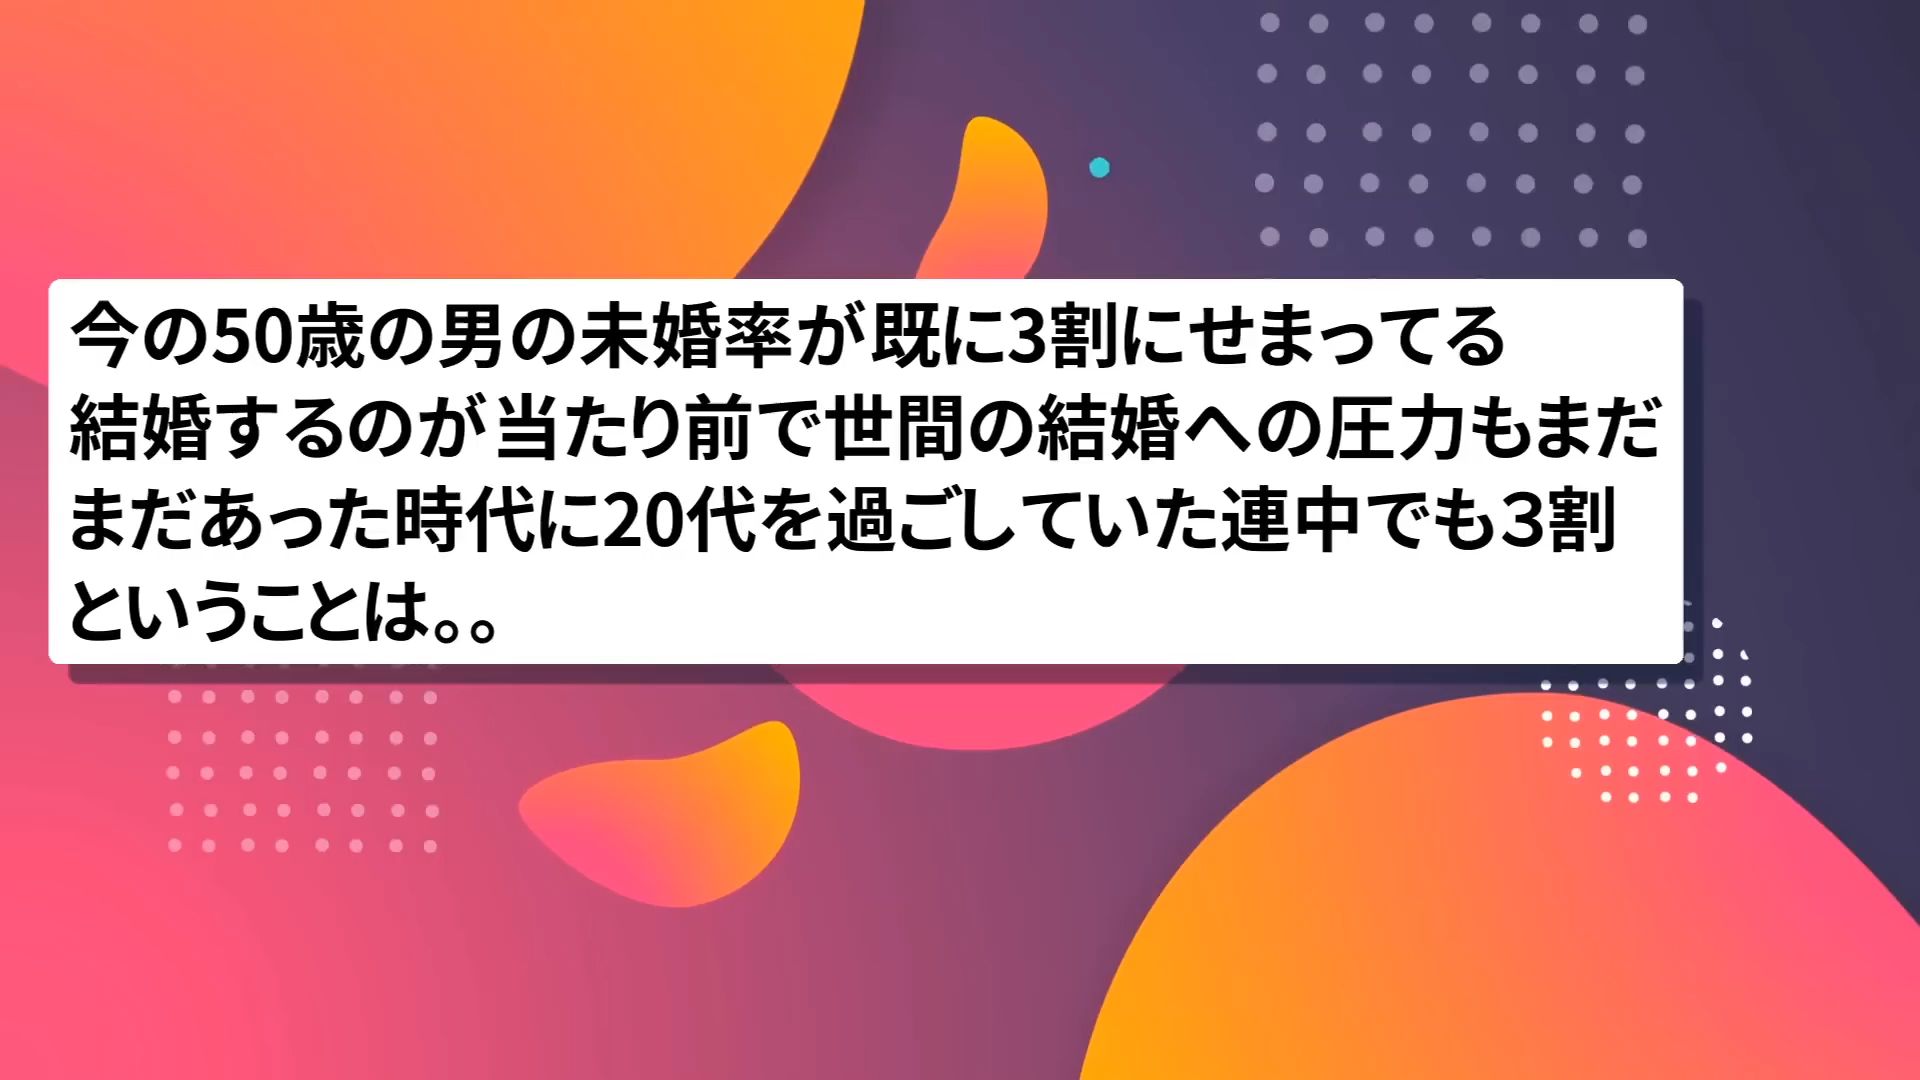 今の50歳の男の未婚率が既に3割にせまってる
結婚するのが当たり前で世間の結婚への圧力もまだ
まだあった時代に20代を過ごしていた連中でも３割
ということは。。